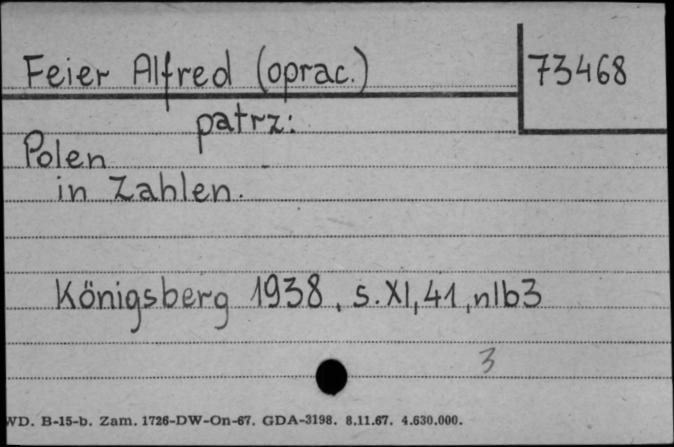 Feier Alfred (oprac.)
73468
patrz:
Polen
in Zahlen.
Königsberg 1938, s. XI, 41, nlb3
3
WD. B-15-b. Zam. 1726-DW-On-67. GDA-3198. 8.11.67. 4.630.000.